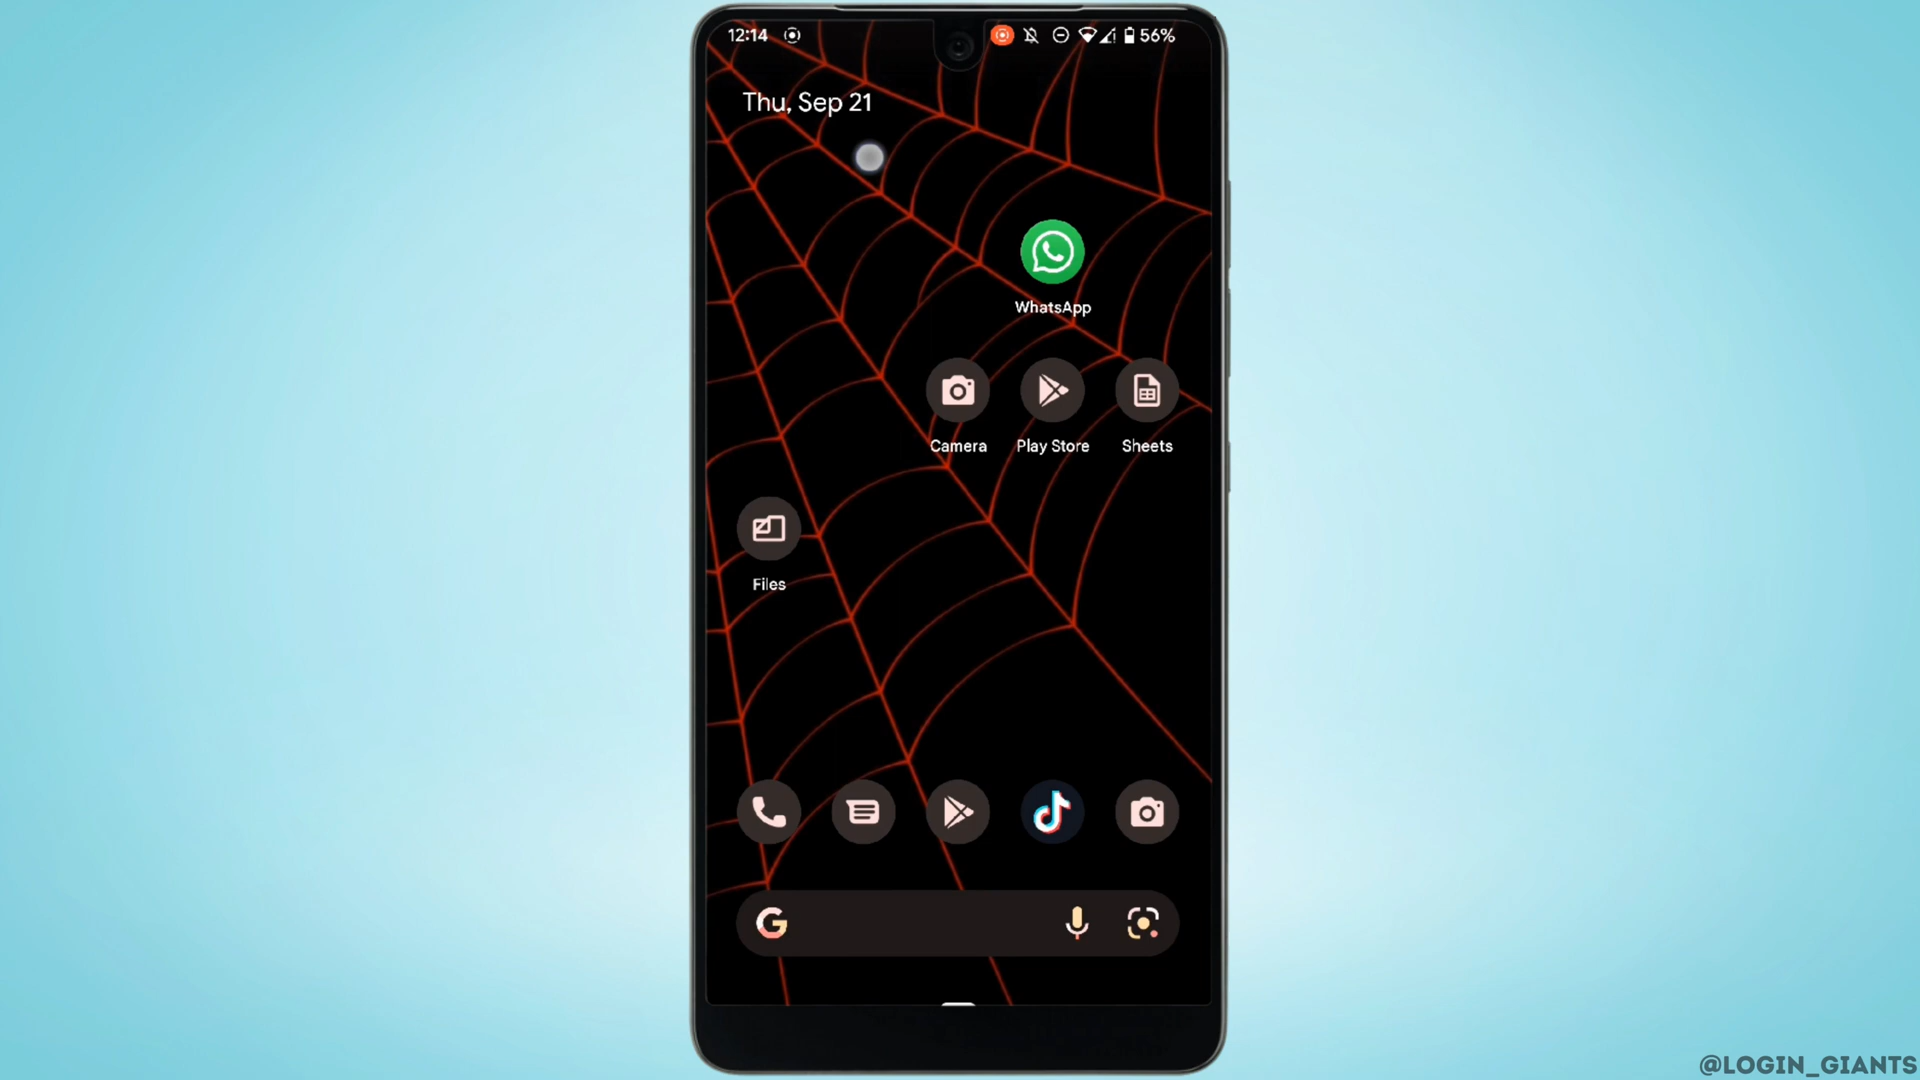 12:14
56%
Thu, Sep 21
WhatsApp
Camera
Play Store
Sheets
Files
G
@LOGIN_GIANTS